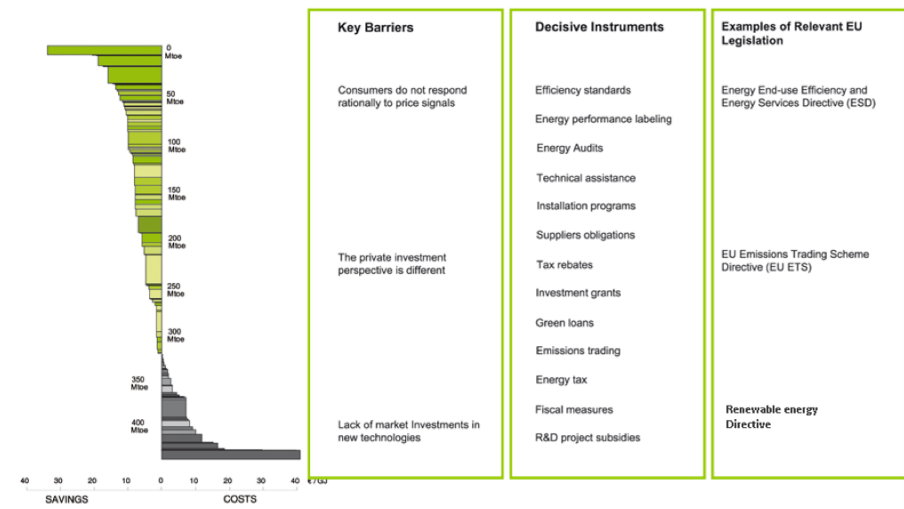 Key Barriers
Consumers do not respond
rationally to price signals
The private investment
perspective is different
Lack of market Investments in
new technologies
Decisive Instruments
Efficiency standards
Energy performance labeling
Energy Audits
Technical assistance
Installation programs
Suppliers obligations
Tax rebates
Investment grants
Green loans
Emissions trading
Energy tax
Fiscal measures
R&D project subsidies
Examples of Relevant EU
Legislation
Energy End-use Efficiency and
Energy Services Directive (ESD)
EU Emissions Trading Scheme
Directive (EU ETS)
Renewable energy
Directive
0
Mtoe
50
Mtoe
100
Mtoe
150
Mtoe
200
Mtoe
250
Mtoe
300
Mtoe
350
Mtoe
400
Mtoe
40 30 20 10 0 10 20 30 40 €/GJ
SAVINGS COSTS